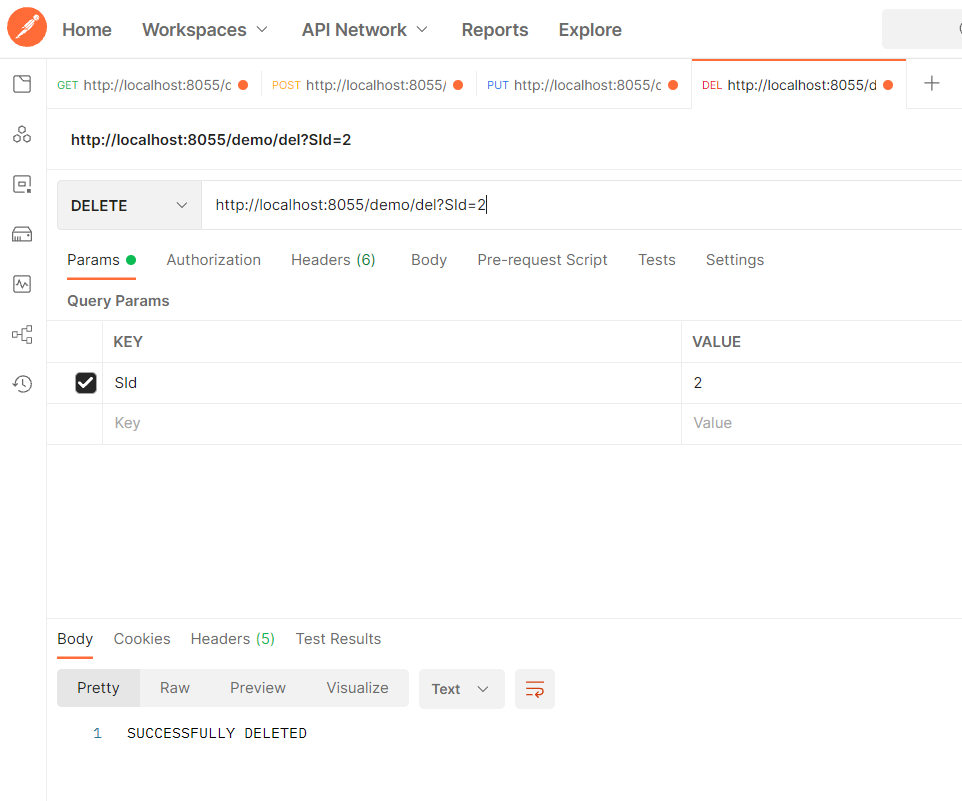 Home Workspaces API Network Reports Explore
GET http://localhost:8055/c POST http://localhost:8055/ PUT http://localhost:8055/c DEL http://localhost:8055/d
http://localhost:8055/demo/del?SId=2
DELETE http://localhost:8055/demo/del?SId=2
Params Authorization Headers (6) Body Pre-request Script Tests Settings
Query Params
KEY VALUE
SId 2
Key Value
Body Cookies Headers (5) Test Results
Pretty Raw Preview Visualize Text
1 SUCCESSFULLY DELETED